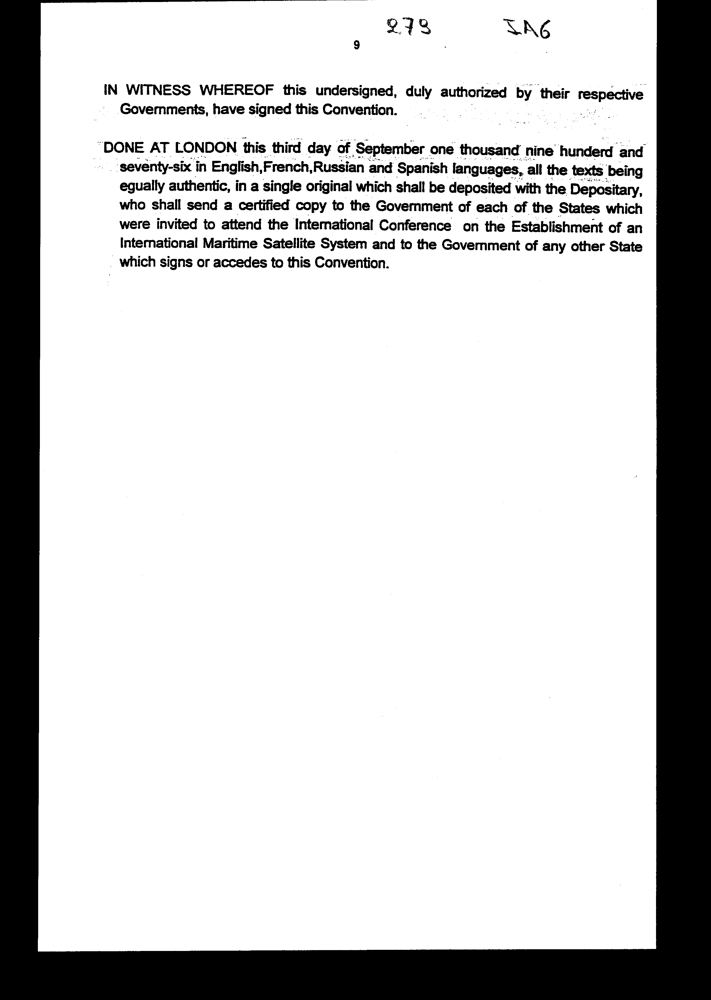 279 IA6
9
IN WITNESS WHEREOF this undersigned, duly authorized by their respective
Governments, have signed this Convention.
DONE AT LONDON this third day of September one thousand nine hunderd and
seventy-six in English,French,Russian and Spanish languages, all the texts being
egually authentic, in a single original which shall be deposited with the Depositary,
who shall send a certified copy to the Government of each of the States which
were invited to attend the International Conference on the Establishment of an
International Maritime Satellite System and to the Government of any other State
which signs or accedes to this Convention.